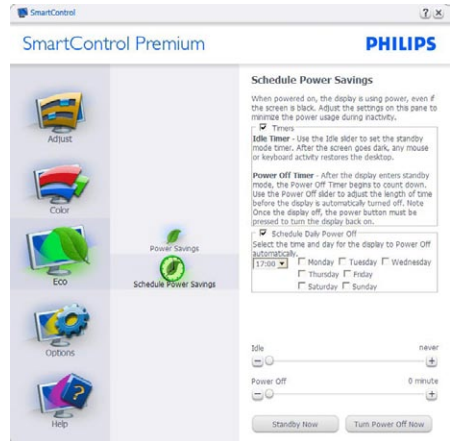 SmartControl
SmartControl Premium
PHILIPS
Adjust
Color
Eco
Options
Help
Power Savings
Schedule Power Savings
Schedule Power Savings
When powered on, the display is using power, even if
the screen is black. Adjust the settings on this pane to
minimize the power usage during inactivity.
Timers
Idle Timer - Use the Idle slider to set the standby
mode timer. After the screen goes dark, any mouse
or keyboard activity restores the desktop.
Power Off Timer - After the display enters standby
mode, the Power Off Timer begins to count down.
Use the Power Off slider to adjust the length of time
before the display is automatically turned off. Note
Once the display off, the power button must be
pressed to turn the display back on.
Schedule Daily Power Off
Select the time and day for the display to Power Off
automatically.
17:00 Monday Tuesday Wednesday
Thursday Friday
Saturday Sunday
Idle never
Power Off 0 minute
Standby Now Turn Power Off Now